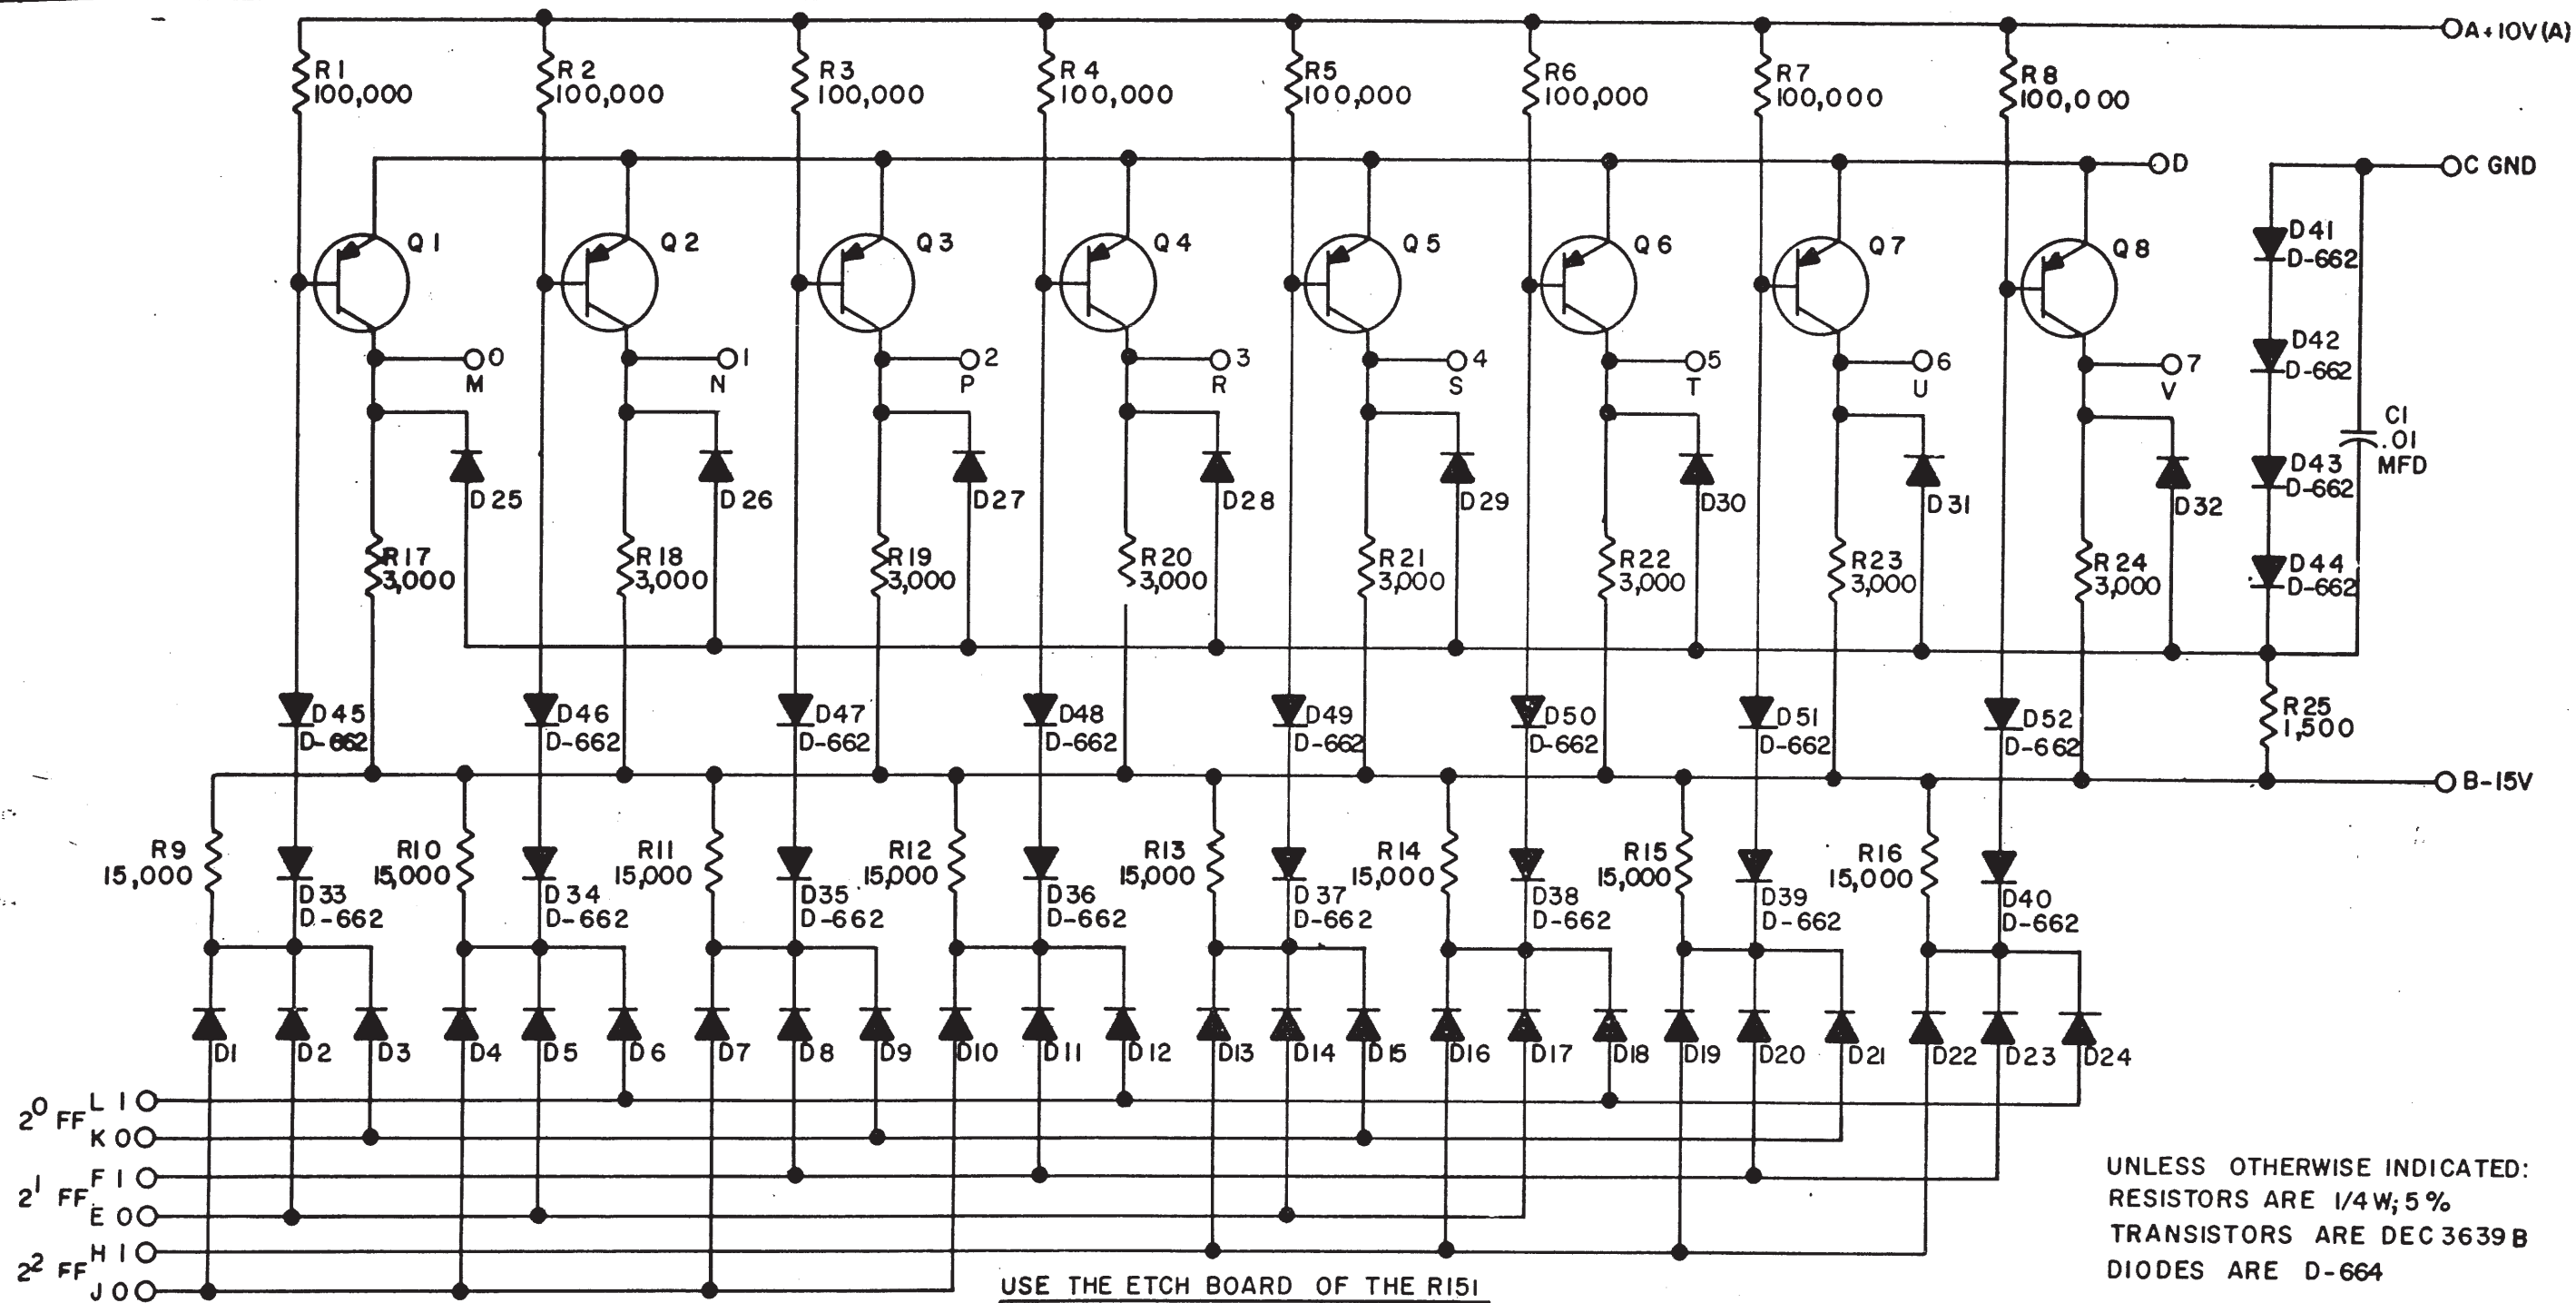 A+10V(A)
R1
100,000
R2
100,000
R3
100,000
R4
100,000
R5
100,000
R6
100,000
R7
100,000
R8
100,000
D
C GND
Q1
Q2
Q3
Q4
Q5
Q6
Q7
Q8
D41
D-662
D42
D-662
D43
D-662
D44
D-662
C1
.01
MFD
0
M
1
N
2
P
3
R
4
S
5
T
6
U
7
V
D25
D26
D27
D28
D29
D30
D31
D32
R17
3,000
R18
3,000
R19
3,000
R20
3,000
R21
3,000
R22
3,000
R23
3,000
R24
3,000
D45
D-662
D46
D-662
D47
D-662
D48
D-662
D49
D-662
D50
D-662
D51
D-662
D52
D-662
R25
1,500
B-15V
R9
15,000
R10
15,000
R11
15,000
R12
15,000
R13
15,000
R14
15,000
R15
15,000
R16
15,000
D33
D-662
D34
D-662
D35
D-662
D36
D-662
D37
D-662
D38
D-662
D39
D-662
D40
D-662
D1
D2
D3
D4
D5
D6
D7
D8
D9
D10
D11
D12
D13
D14
D15
D16
D17
D18
D19
D20
D21
D22
D23
D24
2⁰ FF
L 1
K 0
2¹ FF
F 1
E 0
2² FF
H 1
J 0
USE THE ETCH BOARD OF THE R151
UNLESS OTHERWISE INDICATED:
RESISTORS ARE 1/4 W; 5%
TRANSISTORS ARE DEC 3639 B
DIODES ARE D-664